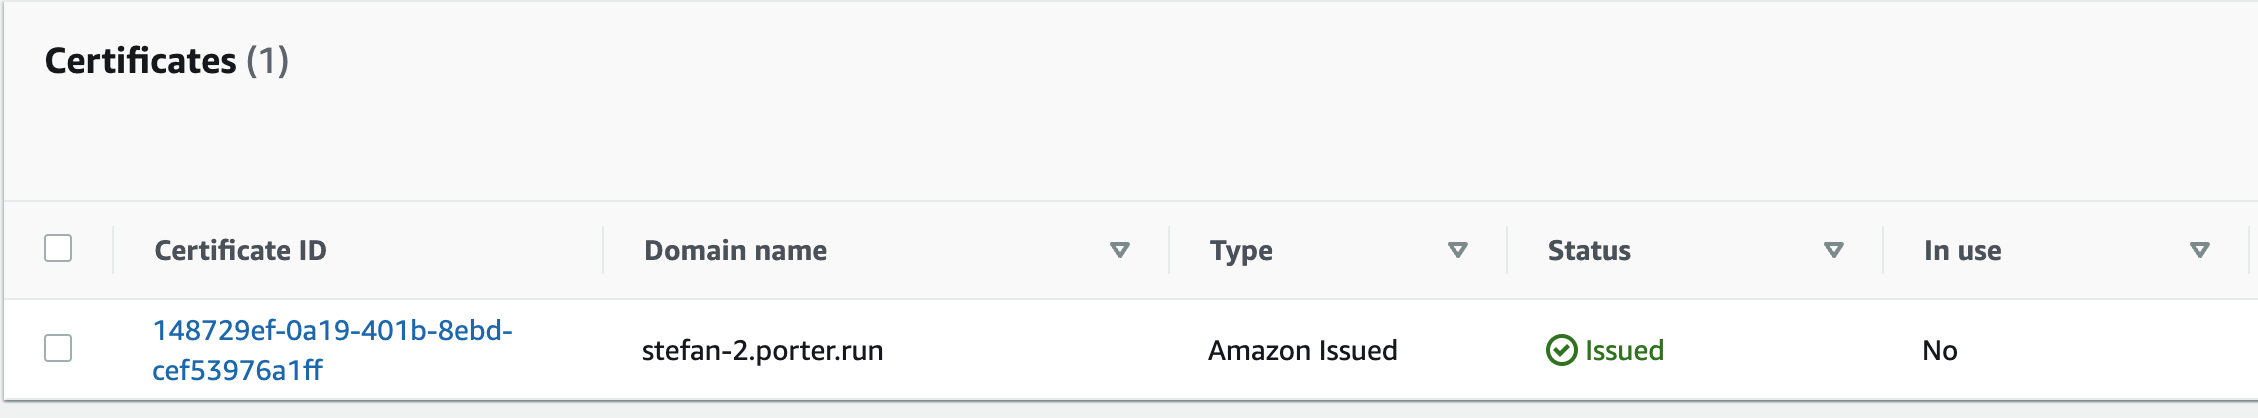 Certificates (1)
Certificate ID Domain name Type Status In use
148729ef-0a19-401b-8ebd-
cef53976a1ff
stefan-2.porter.run Amazon Issued Issued No